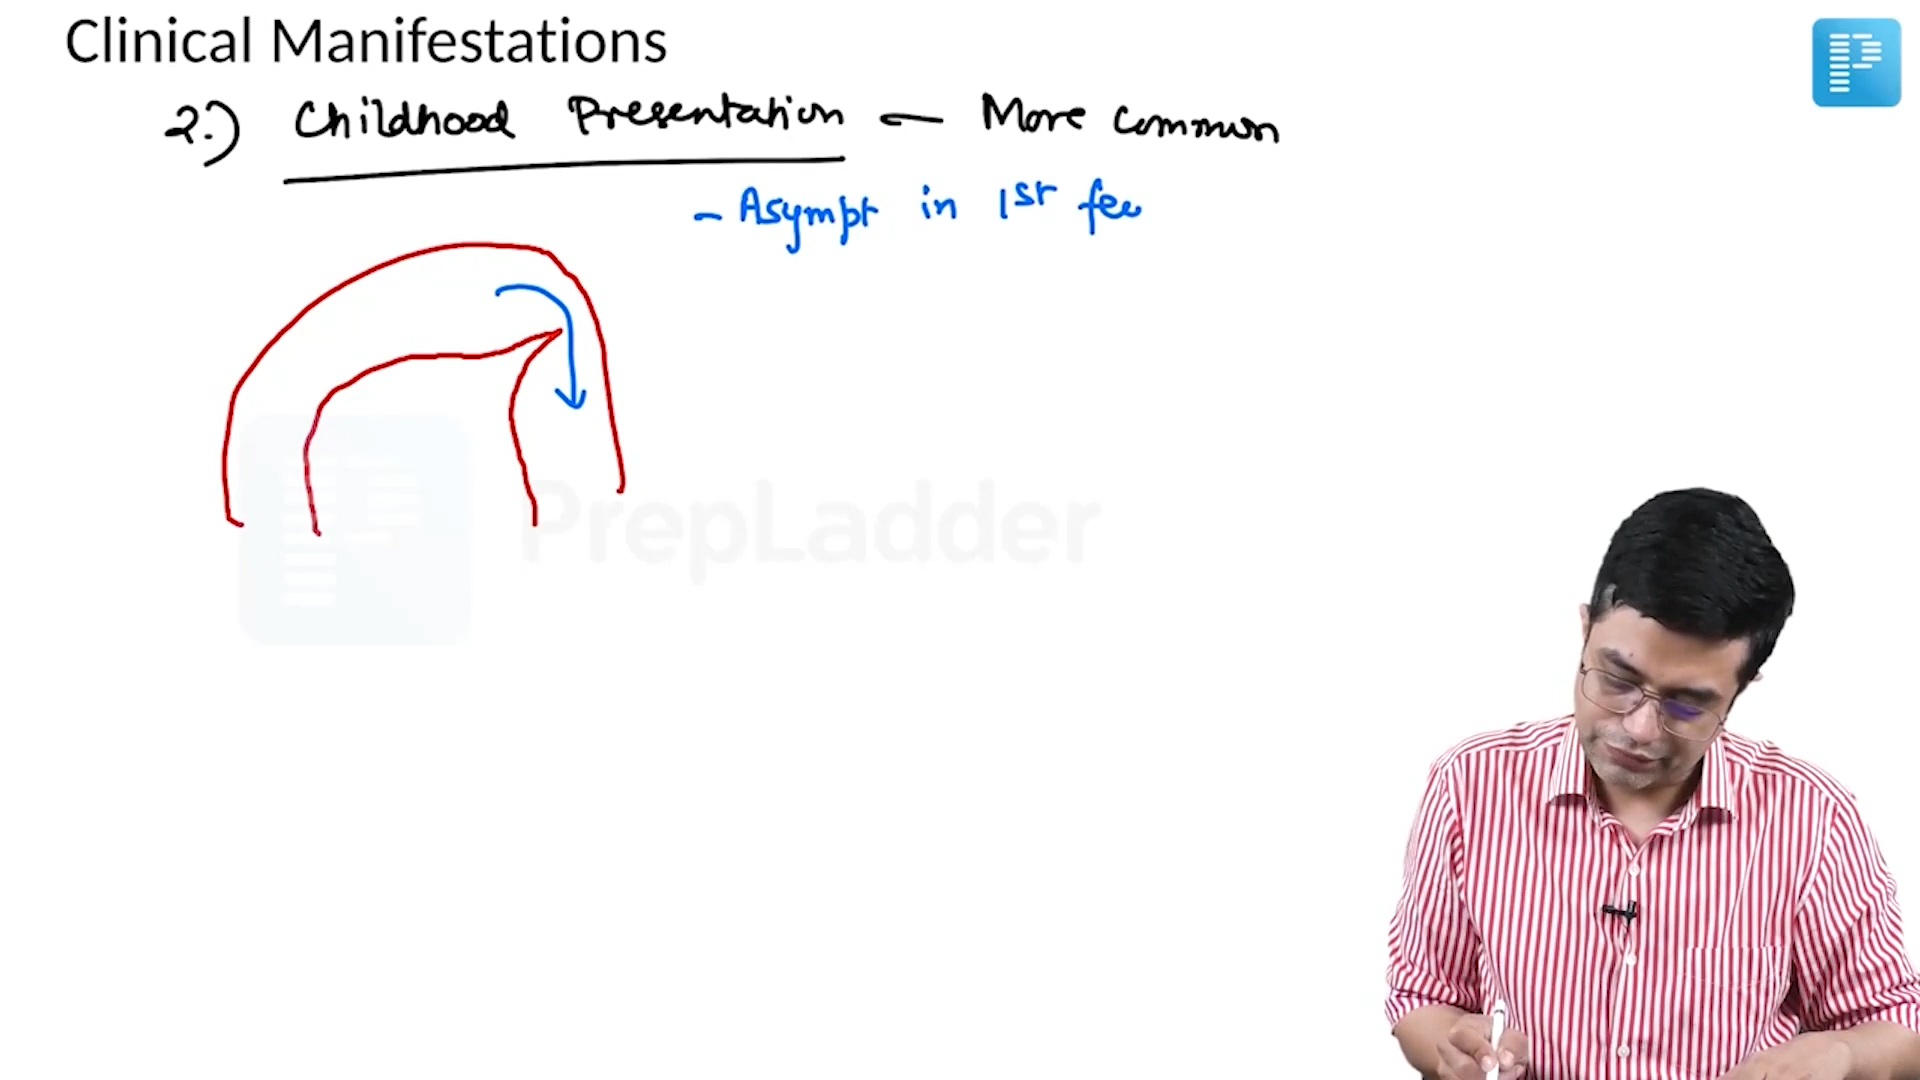 Clinical Manifestations
2.) Childhood Presentation - More common
- Asympt in 1st few
PrepLadder